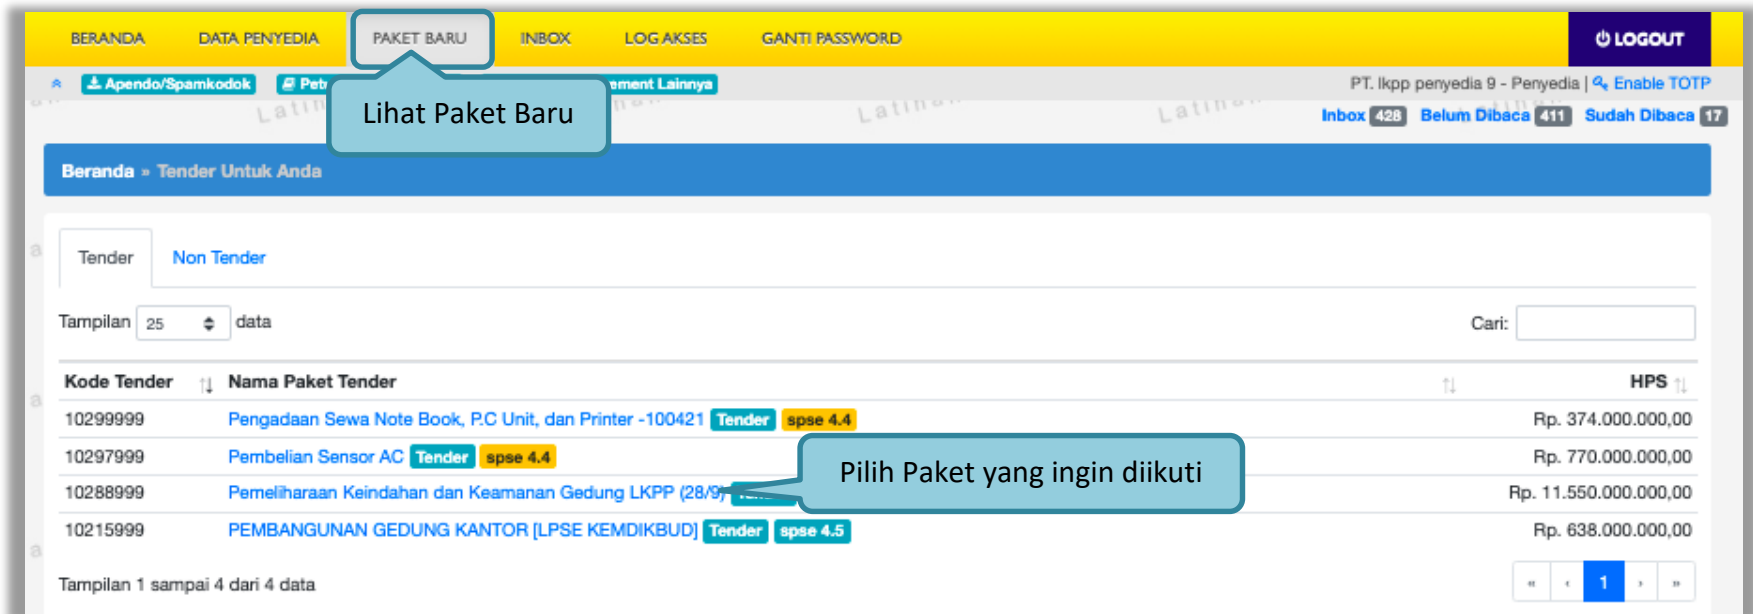 BERANDA DATA PENYEDIA PAKET BARU INBOX LOG AKSES GANTI PASSWORD LOGOUT
Apendo/Spamkodok ement Lainnya PT. lkpp penyedia 9 - Penyedia | Enable TOTP
Lihat Paket Baru
Inbox 428 Belum Dibaca 411 Sudah Dibaca 17
Latihan
Beranda » Tender Untuk Anda
Tender Non Tender
Tampilan 25 data Cari:
Kode Tender Nama Paket Tender HPS
10299999 Pengadaan Sewa Note Book, P.C Unit, dan Printer -100421 Tender spse 4.4 Rp. 374.000.000,00
10297999 Pembelian Sensor AC Tender spse 4.4 Rp. 770.000.000,00
Pilih Paket yang ingin diikuti
10288999 Pemeliharaan Keindahan dan Keamanan Gedung LKPP (28/9) Rp. 11.550.000.000,00
10215999 PEMBANGUNAN GEDUNG KANTOR [LPSE KEMDIKBUD] Tender spse 4.5 Rp. 638.000.000,00
Tampilan 1 sampai 4 dari 4 data « ‹ 1 › »